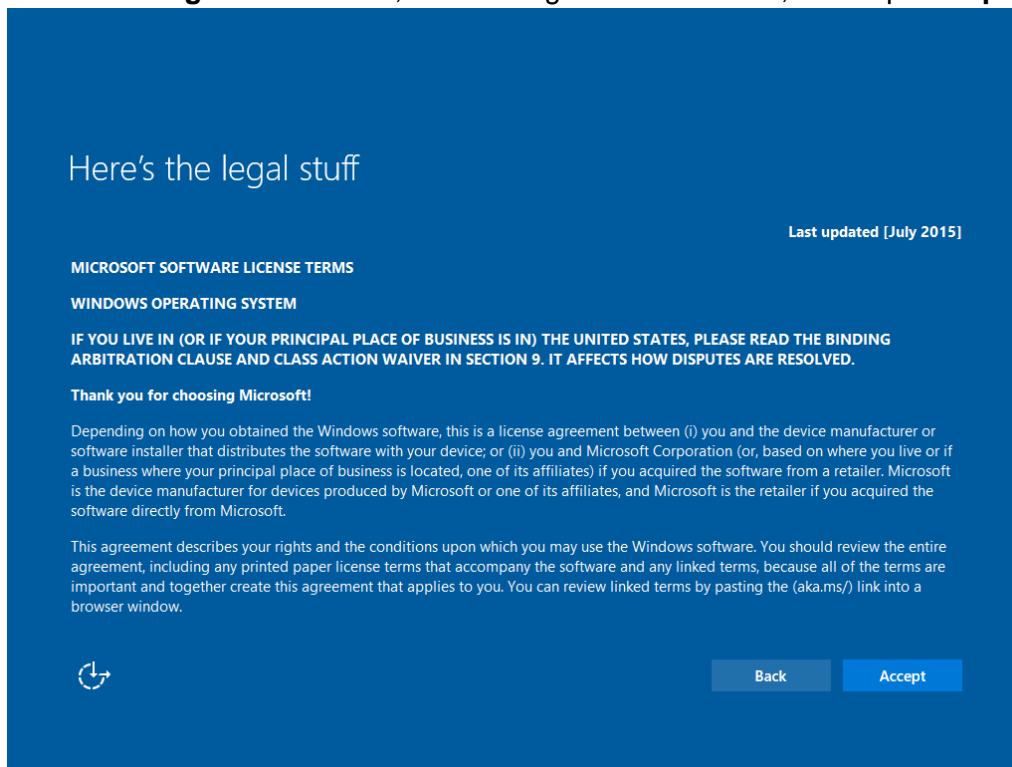 Here's the legal stuff
Last updated [July 2015]
MICROSOFT SOFTWARE LICENSE TERMS
WINDOWS OPERATING SYSTEM
IF YOU LIVE IN (OR IF YOUR PRINCIPAL PLACE OF BUSINESS IS IN) THE UNITED STATES, PLEASE READ THE BINDING
ARBITRATION CLAUSE AND CLASS ACTION WAIVER IN SECTION 9. IT AFFECTS HOW DISPUTES ARE RESOLVED.
Thank you for choosing Microsoft!
Depending on how you obtained the Windows software, this is a license agreement between (i) you and the device manufacturer or
software installer that distributes the software with your device; or (ii) you and Microsoft Corporation (or, based on where you live or if
a business where your principal place of business is located, one of its affiliates) if you acquired the software from a retailer. Microsoft
is the device manufacturer for devices produced by Microsoft or one of its affiliates, and Microsoft is the retailer if you acquired the
software directly from Microsoft.
This agreement describes your rights and the conditions upon which you may use the Windows software. You should review the entire
agreement, including any printed paper license terms that accompany the software and any linked terms, because all of the terms are
important and together create this agreement that applies to you. You can review linked terms by pasting the (aka.ms/) link into a
browser window.
Back Accept